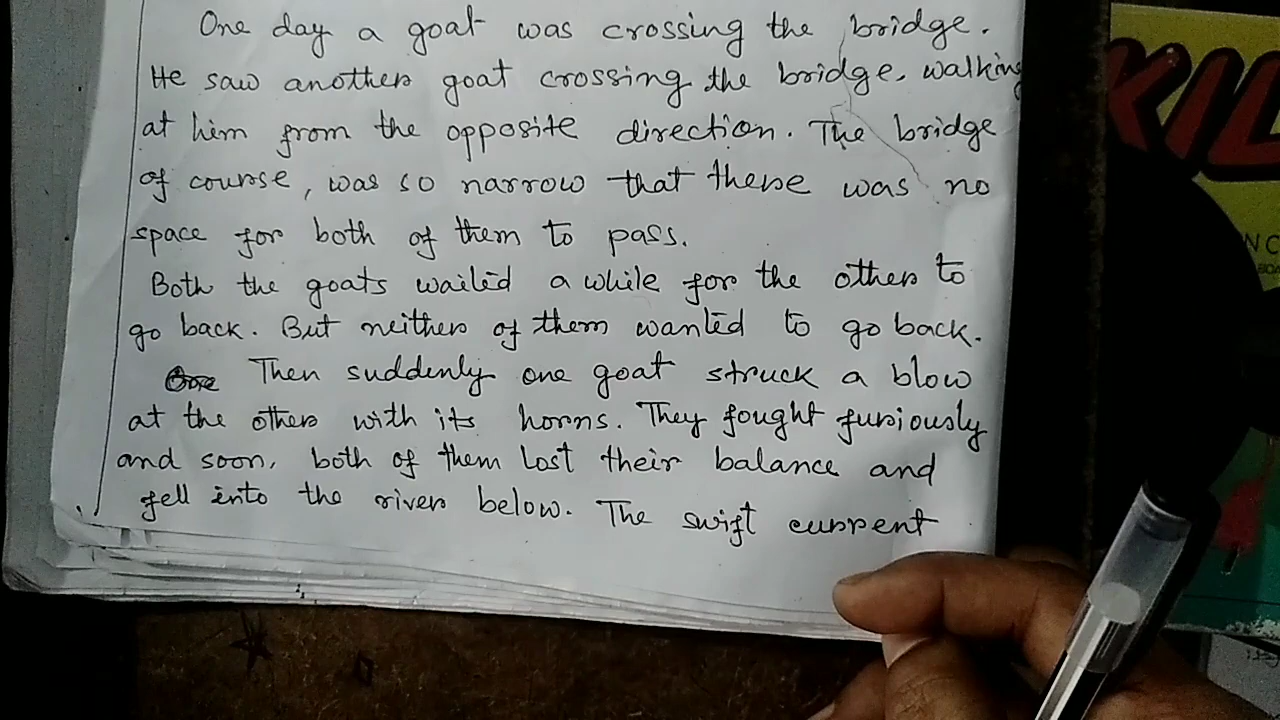 One day a goat was crossing the bridge.
He saw another goat crossing the bridge, walking
at him from the opposite direction. The bridge
of course, was so narrow that there was no
space for both of them to pass.
Both the goats waited a while for the other to
go back. But neither of them wanted to go back.
Then suddenly one goat struck a blow
at the other with its horns. They fought furiously
and soon, both of them lost their balance and
fell into the river below. The swift current
KID